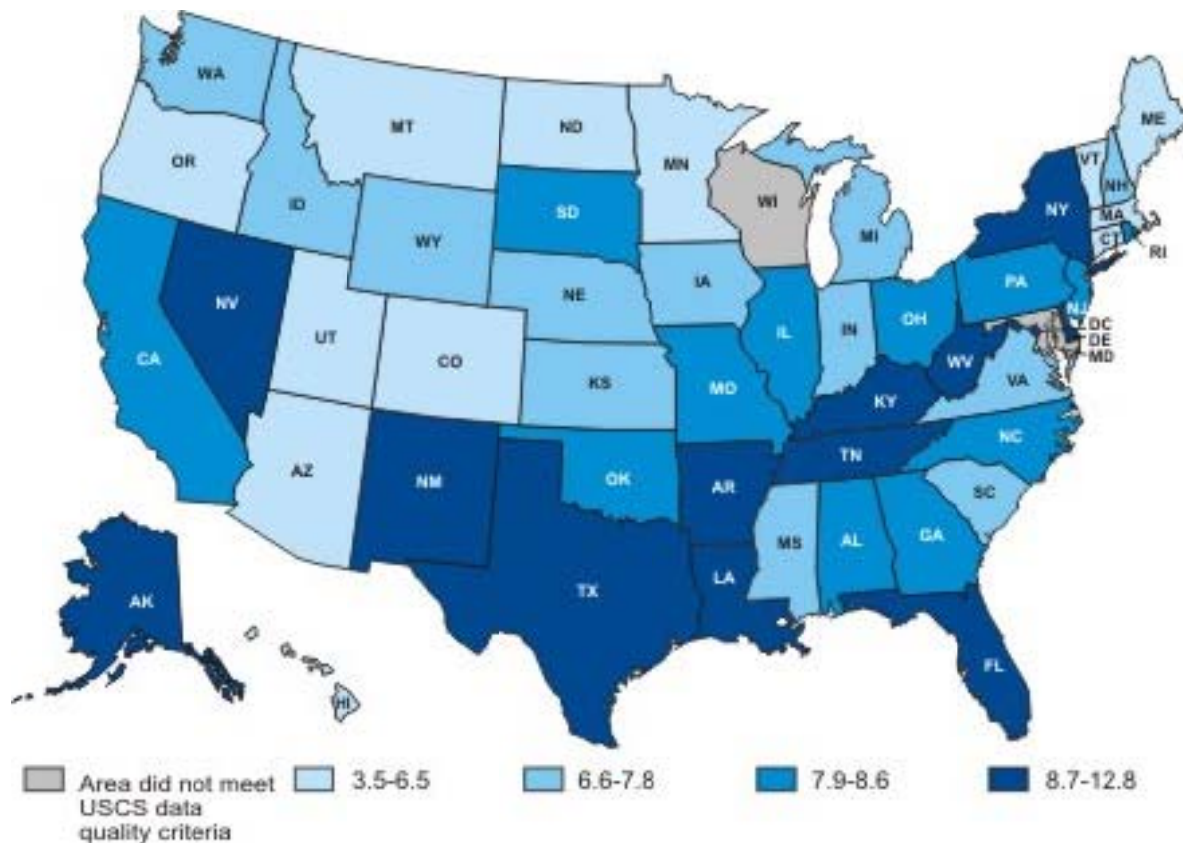 WA
MT
ND
MN
ME
OR
ID
SD
WI
VT
NH
NY
MA
WY
MI
CT
RI
IA
PA
NV
NE
NJ
UT
IL
IN
OH
DC
CA
CO
DE
MD
WV
VA
KS
MO
KY
NC
TN
AZ
NM
OK
AR
SC
MS
AL
GA
TX
LA
AK
FL
HI
Area did not meet
USCS data
quality criteria
3.5-6.5
6.6-7.8
7.9-8.6
8.7-12.8